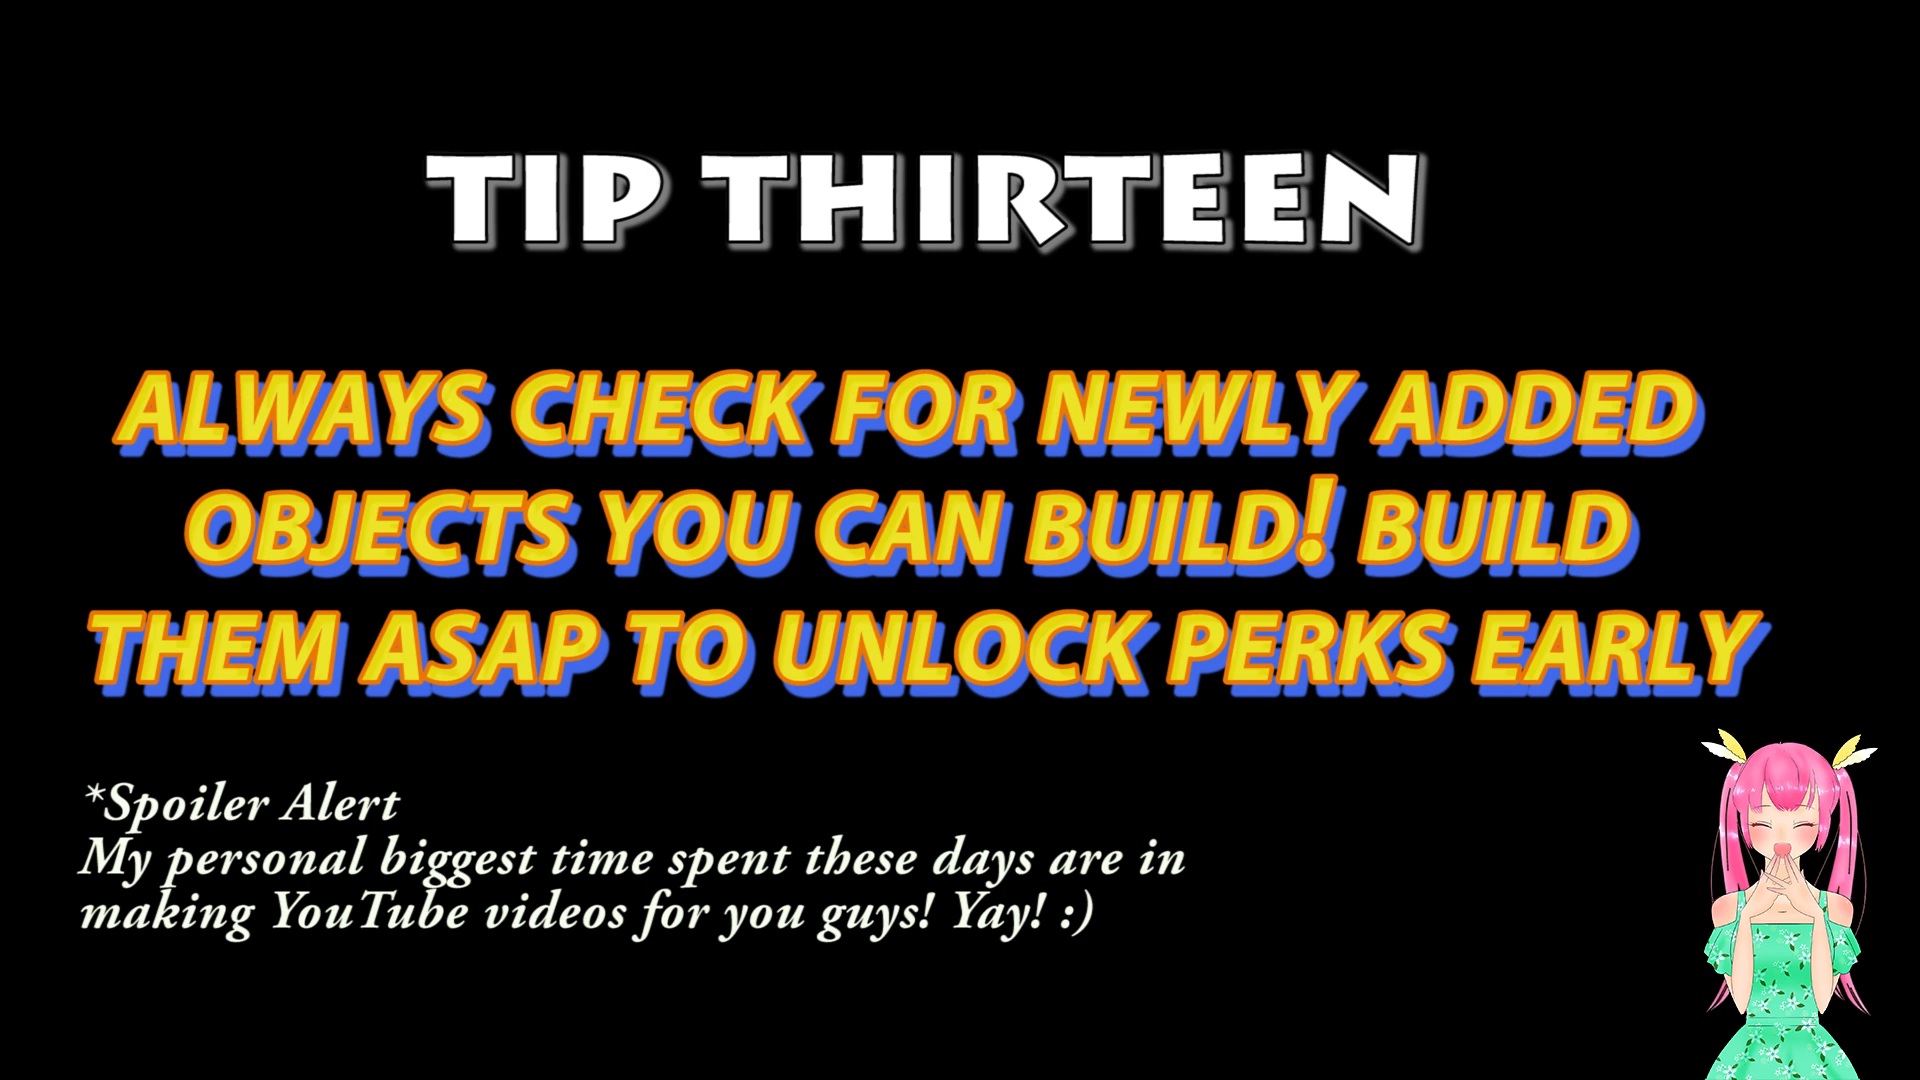 TIP THIRTEEN
ALWAYS CHECK FOR NEWLY ADDED
OBJECTS YOU CAN BUILD! BUILD
THEM ASAP TO UNLOCK PERKS EARLY
*Spoiler Alert
My personal biggest time spent these days are in
making YouTube videos for you guys! Yay! :)